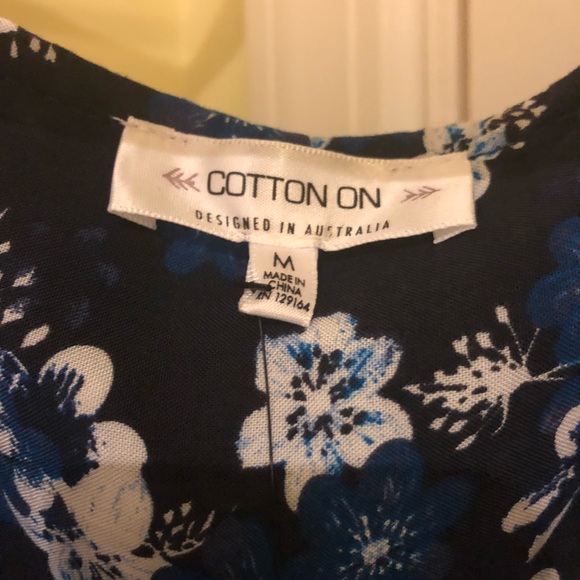 COTTON ON
DESIGNED IN AUSTRALIA
M
MADE IN
CHINA
129164